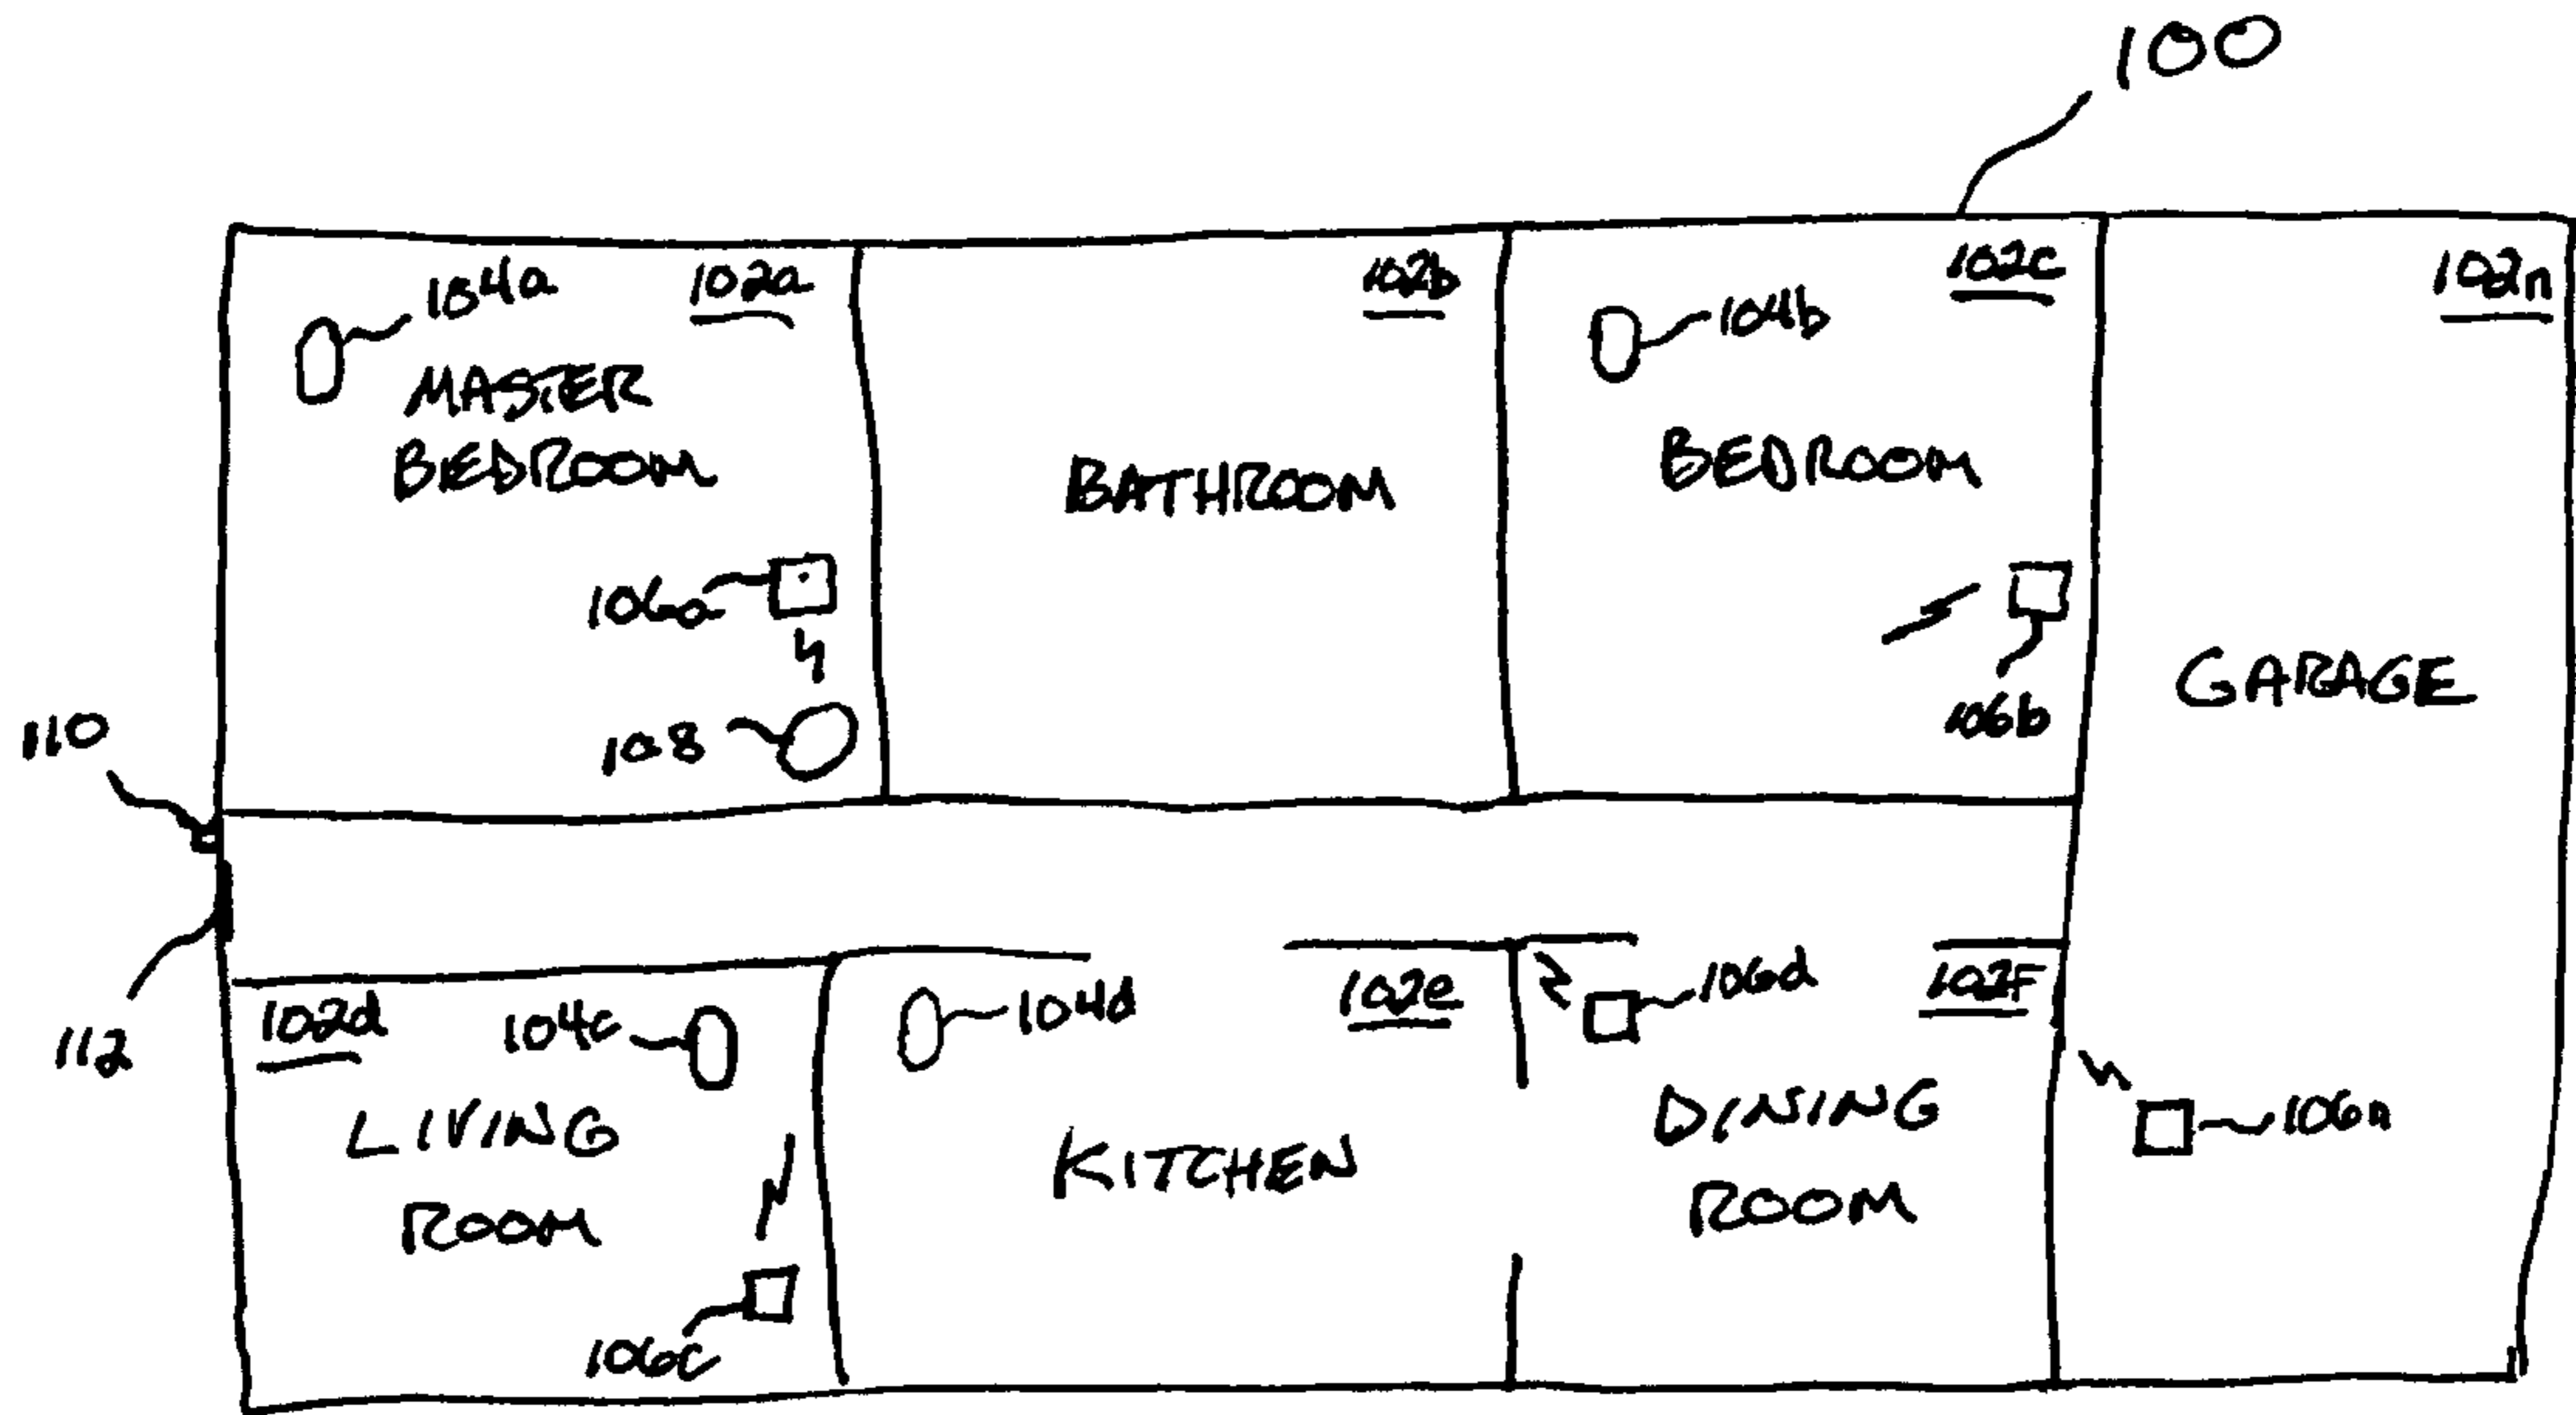 100
104a
102a
102b
102c
102n
104b
MASTER
BEDROOM
BATHROOM
BEDROOM
106a
106b
GARAGE
108
110
112
102d
104c
104d
102e
106d
102F
LIVING
ROOM
KITCHEN
DINING
ROOM
106n
106c